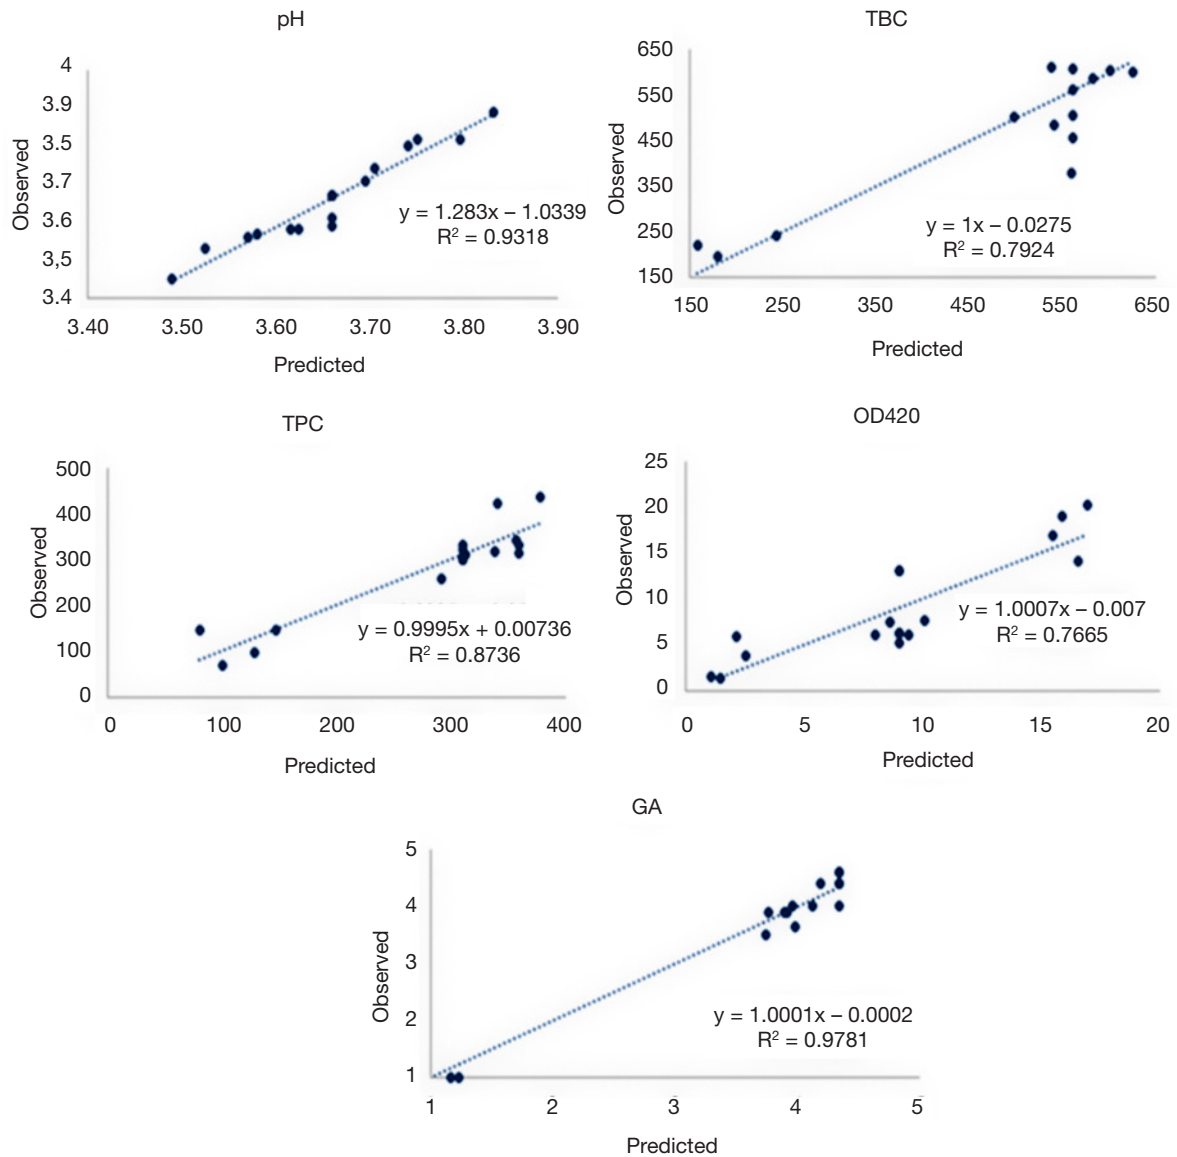 pH
4
3.9
3.5
3.7
3.6
3.5
3.4
Observed
y = 1.283x – 1.0339
R² = 0.9318
3.40 3.50 3.60 3.70 3.80 3.90
Predicted
TBC
650
550
450
350
250
150
Observed
y = 1x – 0.0275
R² = 0.7924
150 250 350 450 550 650
Predicted
TPC
500
400
300
200
100
0
Observed
y = 0.9995x + 0.00736
R² = 0.8736
0 100 200 300 400
Predicted
OD420
25
20
15
10
5
0
Observed
y = 1.0007x – 0.007
R² = 0.7665
0 5 10 15 20
Predicted
GA
5
4
3
2
1
Observed
y = 1.0001x – 0.0002
R² = 0.9781
1 2 3 4 5
Predicted